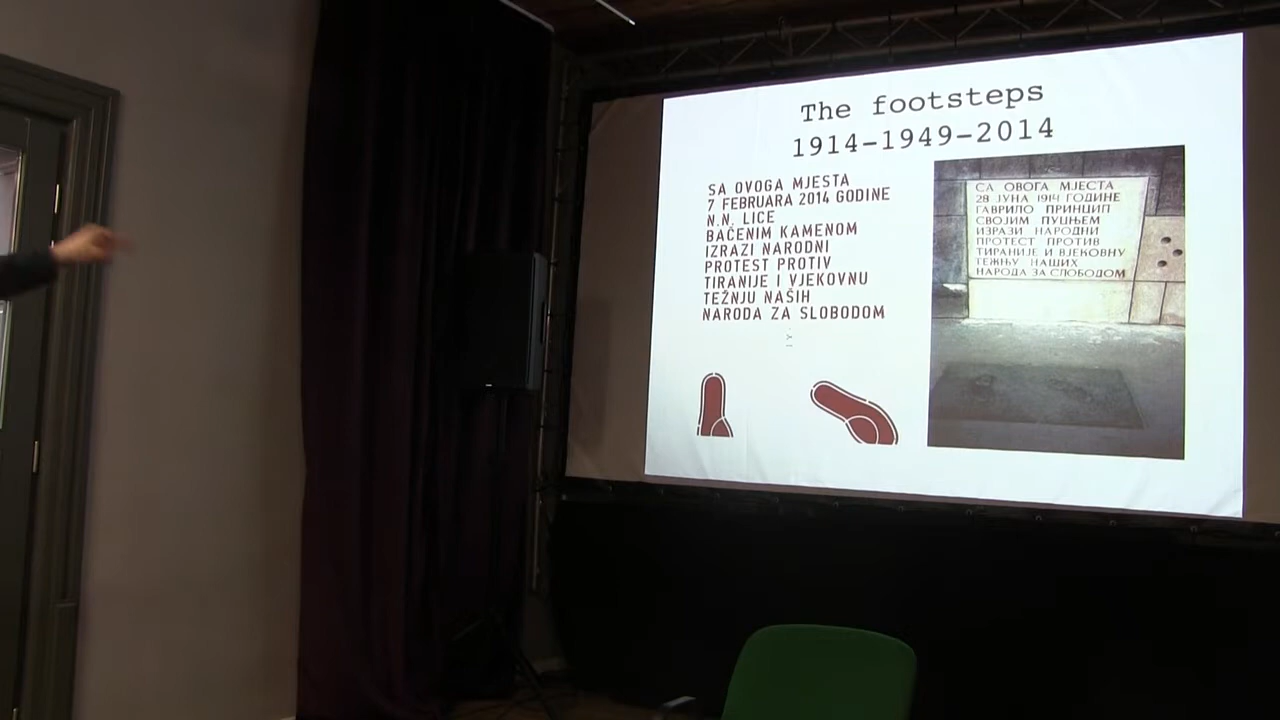 The footsteps
1914-1949-2014
SA OVOGA MJESTA
7 FEBRUARA 2014 GODINE
N.N. LICE
BAČENIM KAMENOM
IZRAZI NARODNI
PROTEST PROTIV
TIRANIJE I VJEKOVNU
TEŽNJU NAŠIH
NARODA ZA SLOBODOM
СА ОВОГА МЈЕСТА
28 ЈУНА 1914 ГОДИНЕ
ГАВРИЛО ПРИНЦИП
СВОЈИМ ПУЦЊЕМ
ИЗРАЗИ НАРОДНИ
ПРОТЕСТ ПРОТИВ
ТИРАНИЈЕ И ВЈЕКОВНУ
ТЕЖЊУ НАШИХ
НАРОДА ЗА СЛОБОДОМ